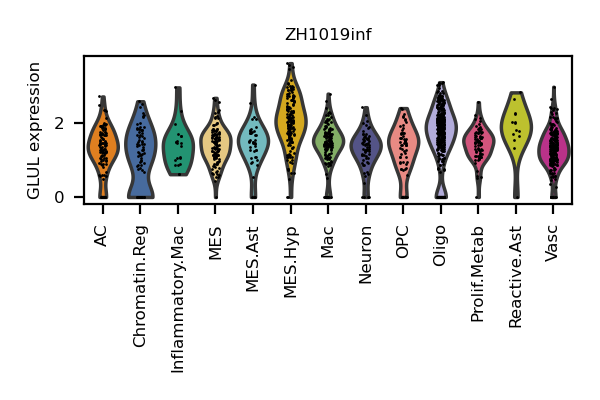 ZH1019inf
GLUL expression
2
0
AC
Chromatin.Reg
Inflammatory.Mac
MES
MES.Ast
MES.Hyp
Mac
Neuron
OPC
Oligo
Prolif.Metab
Reactive.Ast
Vasc